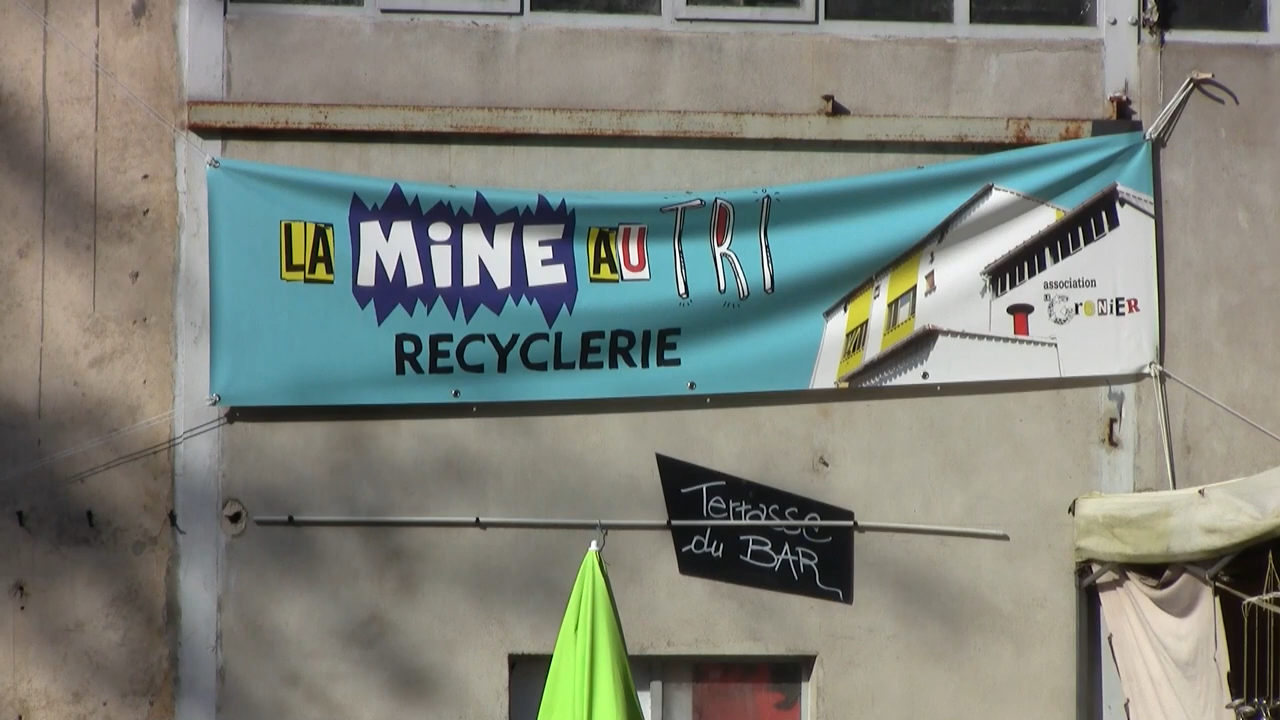 LA MiNE AU TRI
RECYCLERIE
association
GreNiER
Terrasse
du BAR